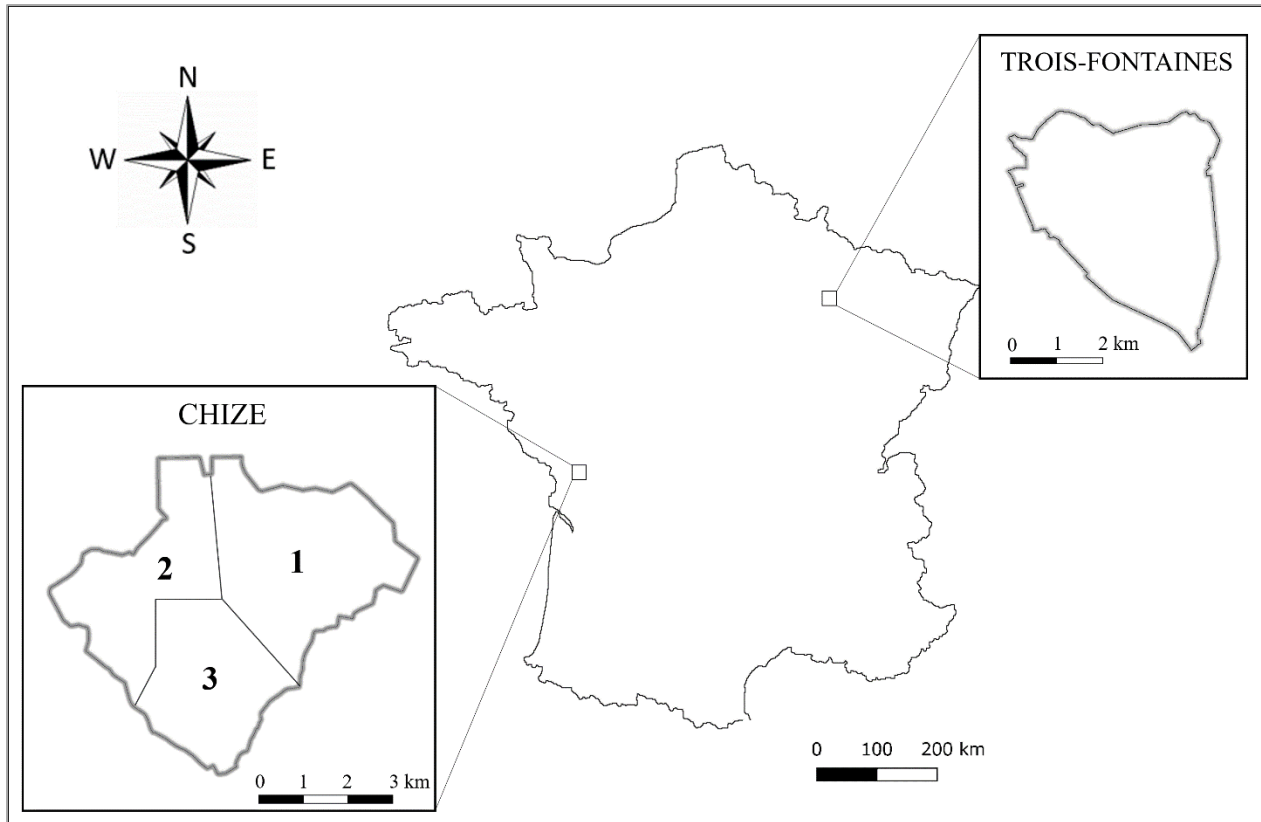 N
W E
S
TROIS-FONTAINES
0 1 2 km
CHIZE
2
1
3
0 1 2 3 km
0 100 200 km